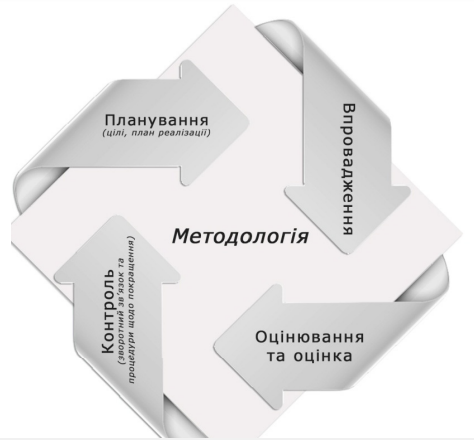 Планування
(цілі, план реалізації)
Впровадження
Методологія
Оцінювання
та оцінка
Контроль
(зворотний зв'язок та
процедури щодо покращення)